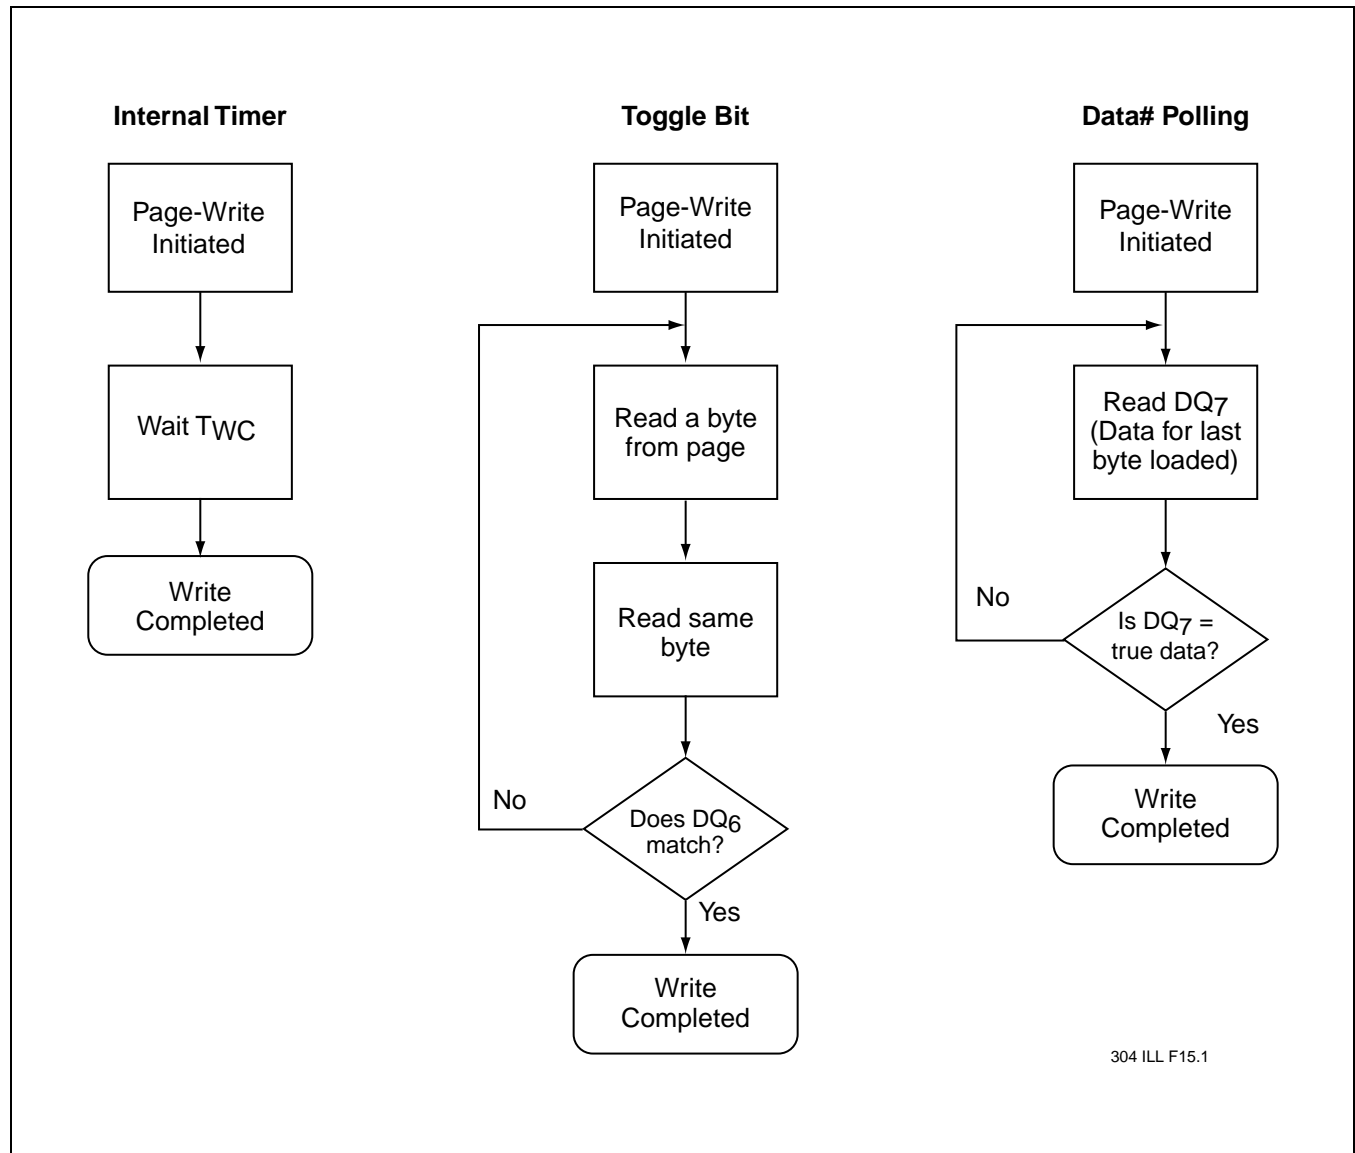 Internal Timer
Page-Write
Initiated
Wait TWC
Write
Completed
Toggle Bit
Page-Write
Initiated
Read a byte
from page
Read same
byte
Does DQ6
match?
No
Yes
Write
Completed
Data# Polling
Page-Write
Initiated
Read DQ7
(Data for last
byte loaded)
Is DQ7 =
true data?
No
Yes
Write
Completed
304 ILL F15.1